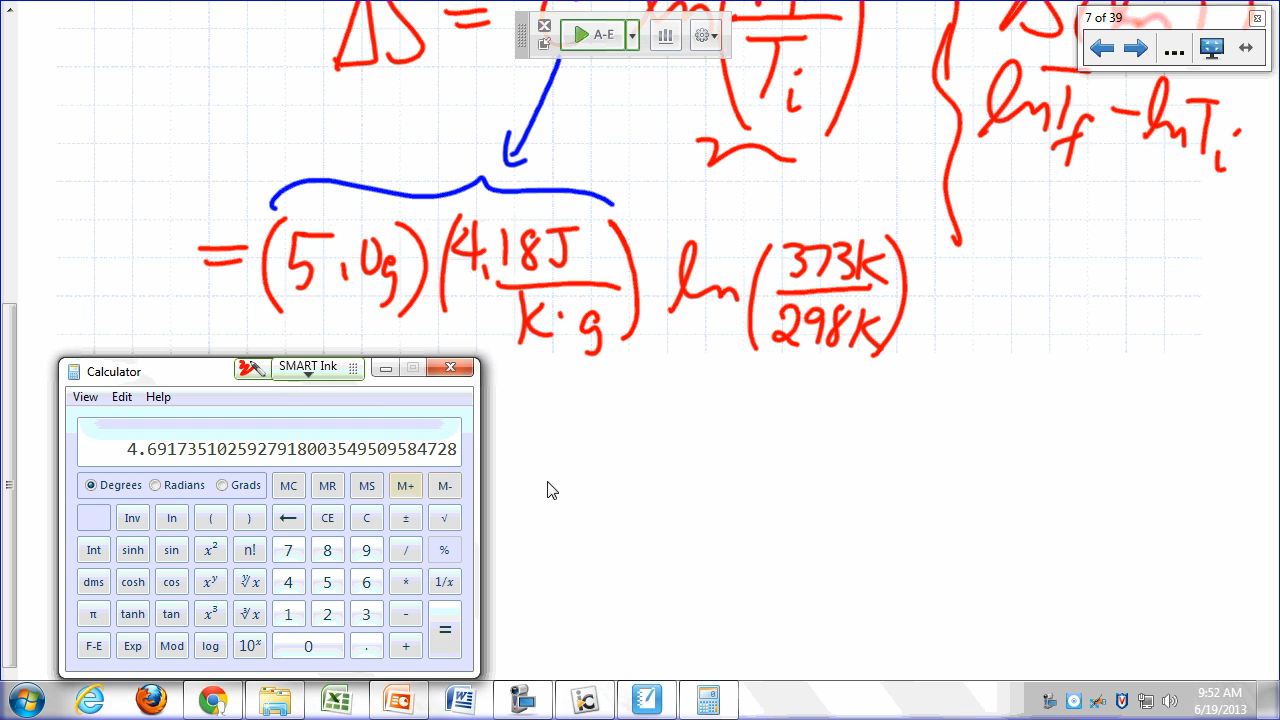 A-E
7 of 39
ΔS =
T i
ln T f − ln T i
= (5.0g) (4.18J / K·g) ln (373K / 298K)
Calculator
SMART Ink
View Edit Help
4.6917351025927918003549509584728
Degrees Radians Grads MC MR MS M+ M-
Inv ln ( ) ← CE C ± √
Int sinh sin x² n! 7 8 9 / %
dms cosh cos xʸ ʸ√x 4 5 6 * 1/x
π tanh tan x³ ³√x 1 2 3 - =
F-E Exp Mod log 10ˣ 0 . +
9:52 AM
6/19/2013